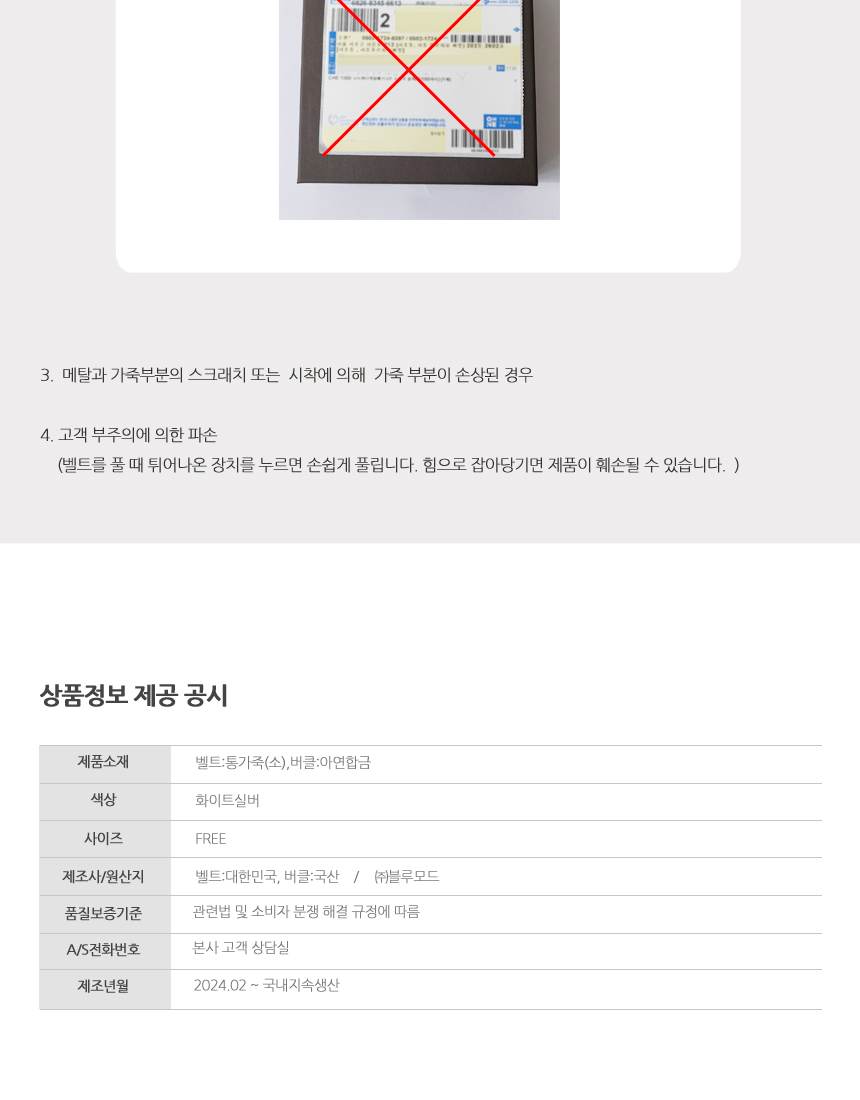 2
3. 메탈과 가죽부분의 스크래치 또는 시착에 의해 가죽 부분이 손상된 경우
4. 고객 부주의에 의한 파손
(벨트를 풀 때 튀어나온 장치를 누르면 손쉽게 풀립니다. 힘으로 잡아당기면 제품이 훼손될 수 있습니다. )
상품정보 제공 공시
제품소재 벨트:통가죽(소),버클:아연합금
색상 화이트실버
사이즈 FREE
제조사/원산지 벨트:대한민국, 버클:국산 / ㈜블루모드
품질보증기준 관련법 및 소비자 분쟁 해결 규정에 따름
A/S전화번호 본사 고객 상담실
제조년월 2024.02 ~ 국내지속생산